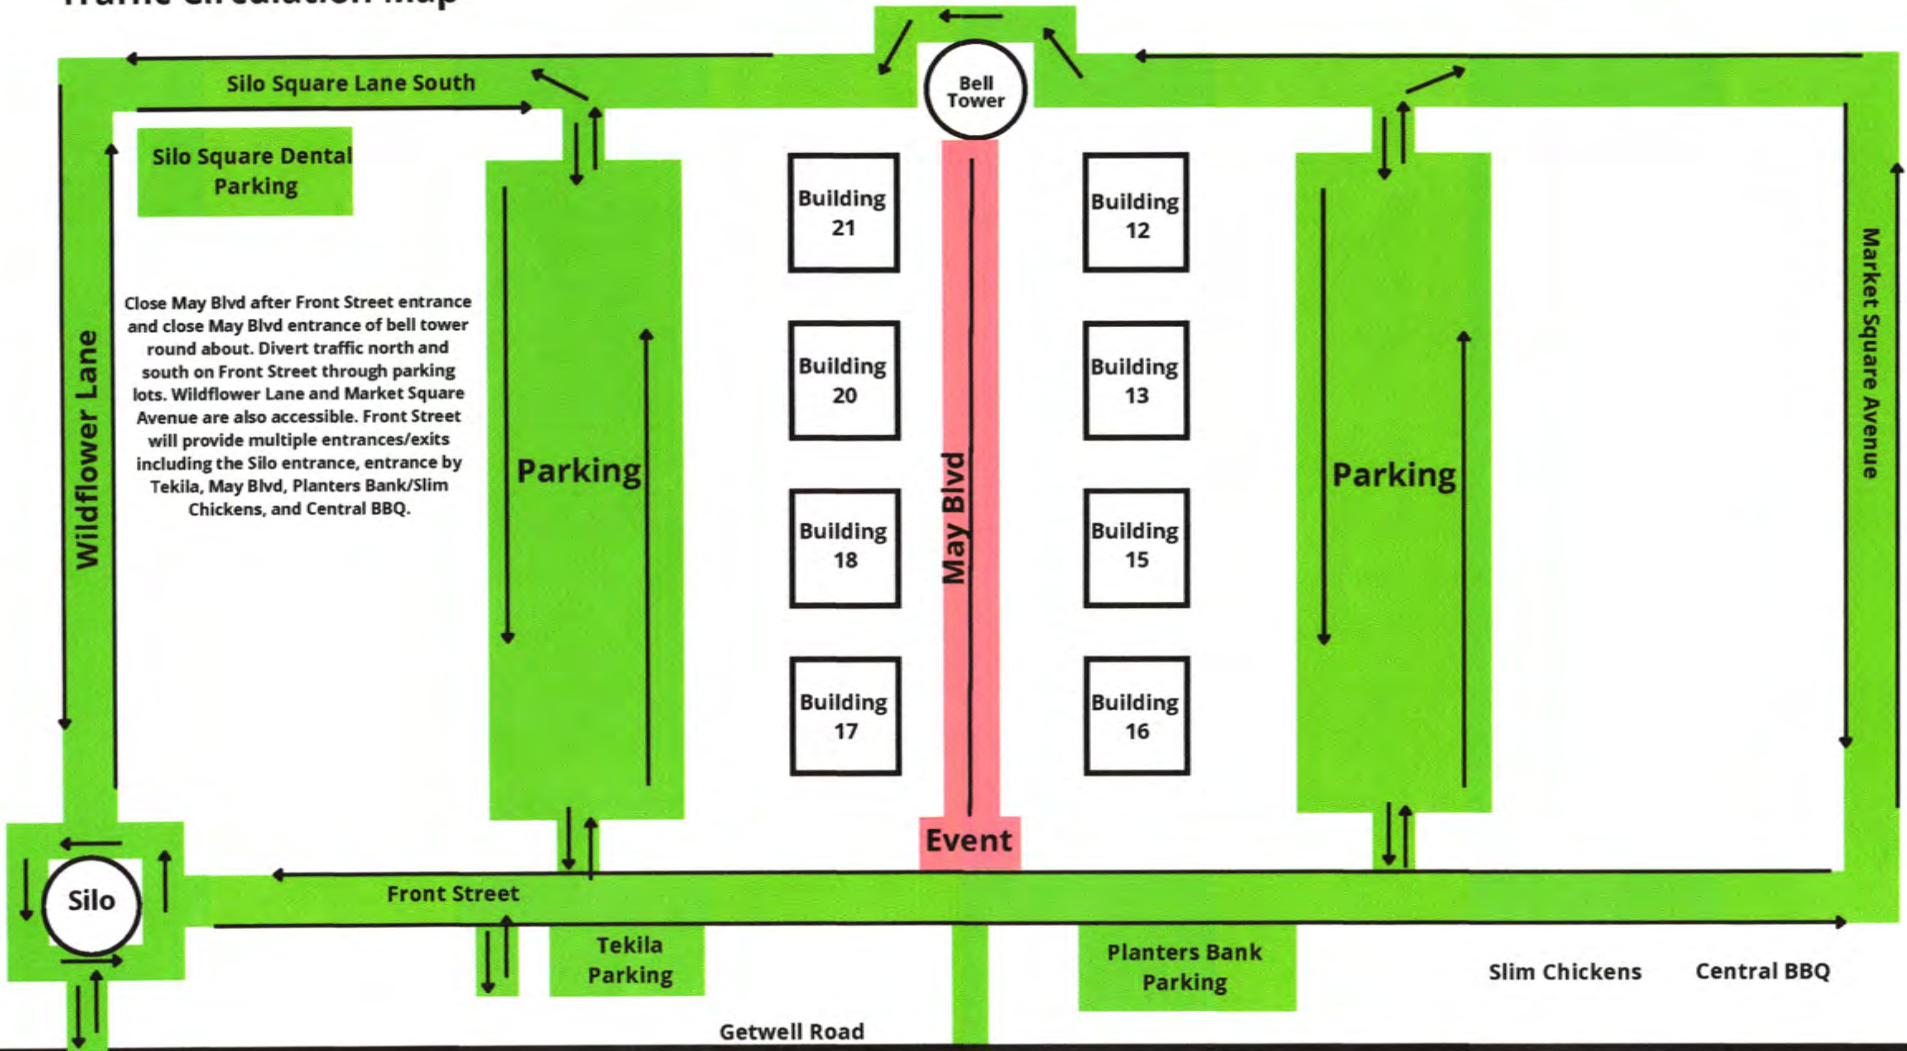 Traffic Circulation Map
Silo Square Lane South
Bell
Tower
Silo Square Dental
Parking
Building
21
Building
12
Close May Blvd after Front Street entrance
and close May Blvd entrance of bell tower
round about. Divert traffic north and
south on Front Street through parking
lots. Wildflower Lane and Market Square
Avenue are also accessible. Front Street
will provide multiple entrances/exits
including the Silo entrance, entrance by
Tekila, May Blvd, Planters Bank/Slim
Chickens, and Central BBQ.
Wildflower Lane
Market Square Avenue
Building
20
Building
13
Parking
May Blvd
Parking
Building
18
Building
15
Building
17
Building
16
Event
Silo
Front Street
Tekila
Parking
Planters Bank
Parking
Slim Chickens
Central BBQ
Getwell Road